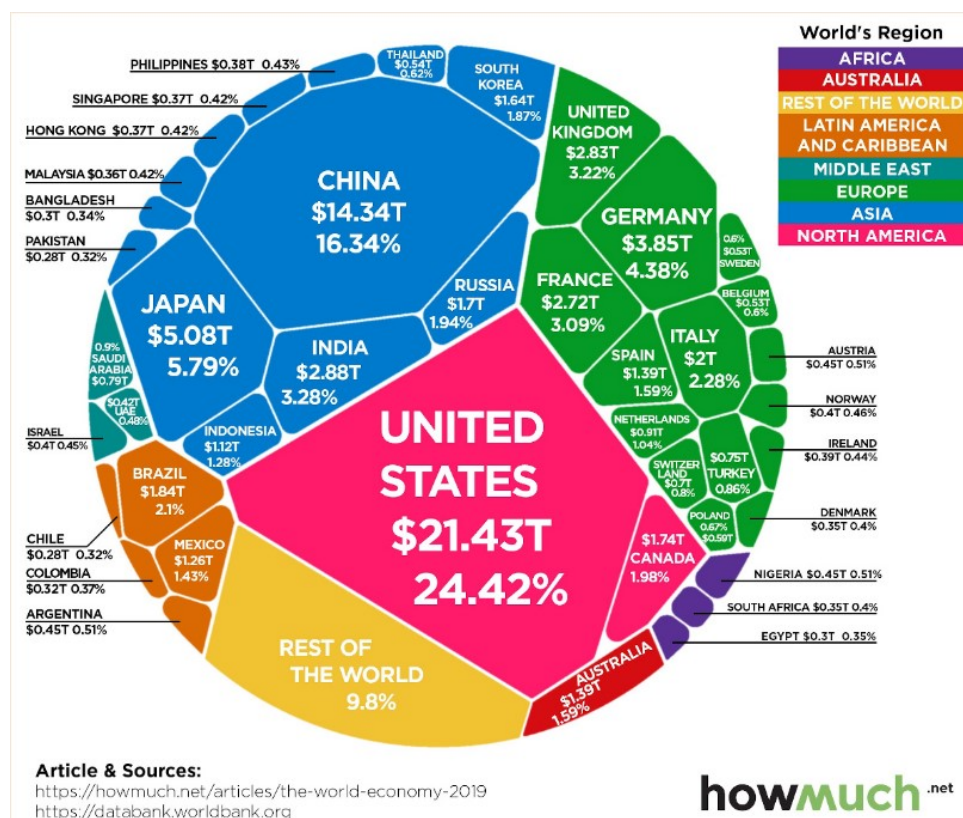 World's Region
AFRICA
AUSTRALIA
REST OF THE WORLD
LATIN AMERICA
AND CARIBBEAN
MIDDLE EAST
EUROPE
ASIA
NORTH AMERICA
PHILIPPINES $0.38T 0.43%
SINGAPORE $0.37T 0.42%
HONG KONG $0.37T 0.42%
MALAYSIA $0.36T 0.42%
BANGLADESH
$0.3T 0.34%
PAKISTAN
$0.28T 0.32%
THAILAND
$0.54T
0.62%
SOUTH
KOREA
$1.64T
1.87%
CHINA
$14.34T
16.34%
JAPAN
$5.08T
5.79%
INDIA
$2.88T
3.28%
RUSSIA
$1.7T
1.94%
INDONESIA
$1.12T
1.28%
UNITED
KINGDOM
$2.83T
3.22%
GERMANY
$3.85T
4.38%
FRANCE
$2.72T
3.09%
0.6%
$0.53T
SWEDEN
BELGIUM
$0.53T
0.6%
ITALY
$2T
2.28%
SPAIN
$1.39T
1.59%
NETHERLANDS
$0.91T
1.04%
SWITZER
LAND
$0.7T
0.8%
$0.75T
TURKEY
0.86%
POLAND
0.67%
$0.59T
AUSTRIA
$0.45T 0.51%
NORWAY
$0.4T 0.46%
IRELAND
$0.39T 0.44%
DENMARK
$0.35T 0.4%
0.9%
SAUDI
ARABIA
$0.79T
$0.42T
UAE
0.48%
ISRAEL
$0.4T 0.45%
BRAZIL
$1.84T
2.1%
MEXICO
$1.26T
1.43%
CHILE
$0.28T 0.32%
COLOMBIA
$0.32T 0.37%
ARGENTINA
$0.45T 0.51%
UNITED
STATES
$21.43T
24.42%
$1.74T
CANADA
1.98%
NIGERIA $0.45T 0.51%
SOUTH AFRICA $0.35T 0.4%
EGYPT $0.3T 0.35%
REST OF
THE WORLD
9.8%
AUSTRALIA
$1.39T
1.59%
Article & Sources:
https://howmuch.net/articles/the-world-economy-2019
https://databank.worldbank.org
howmuch.net